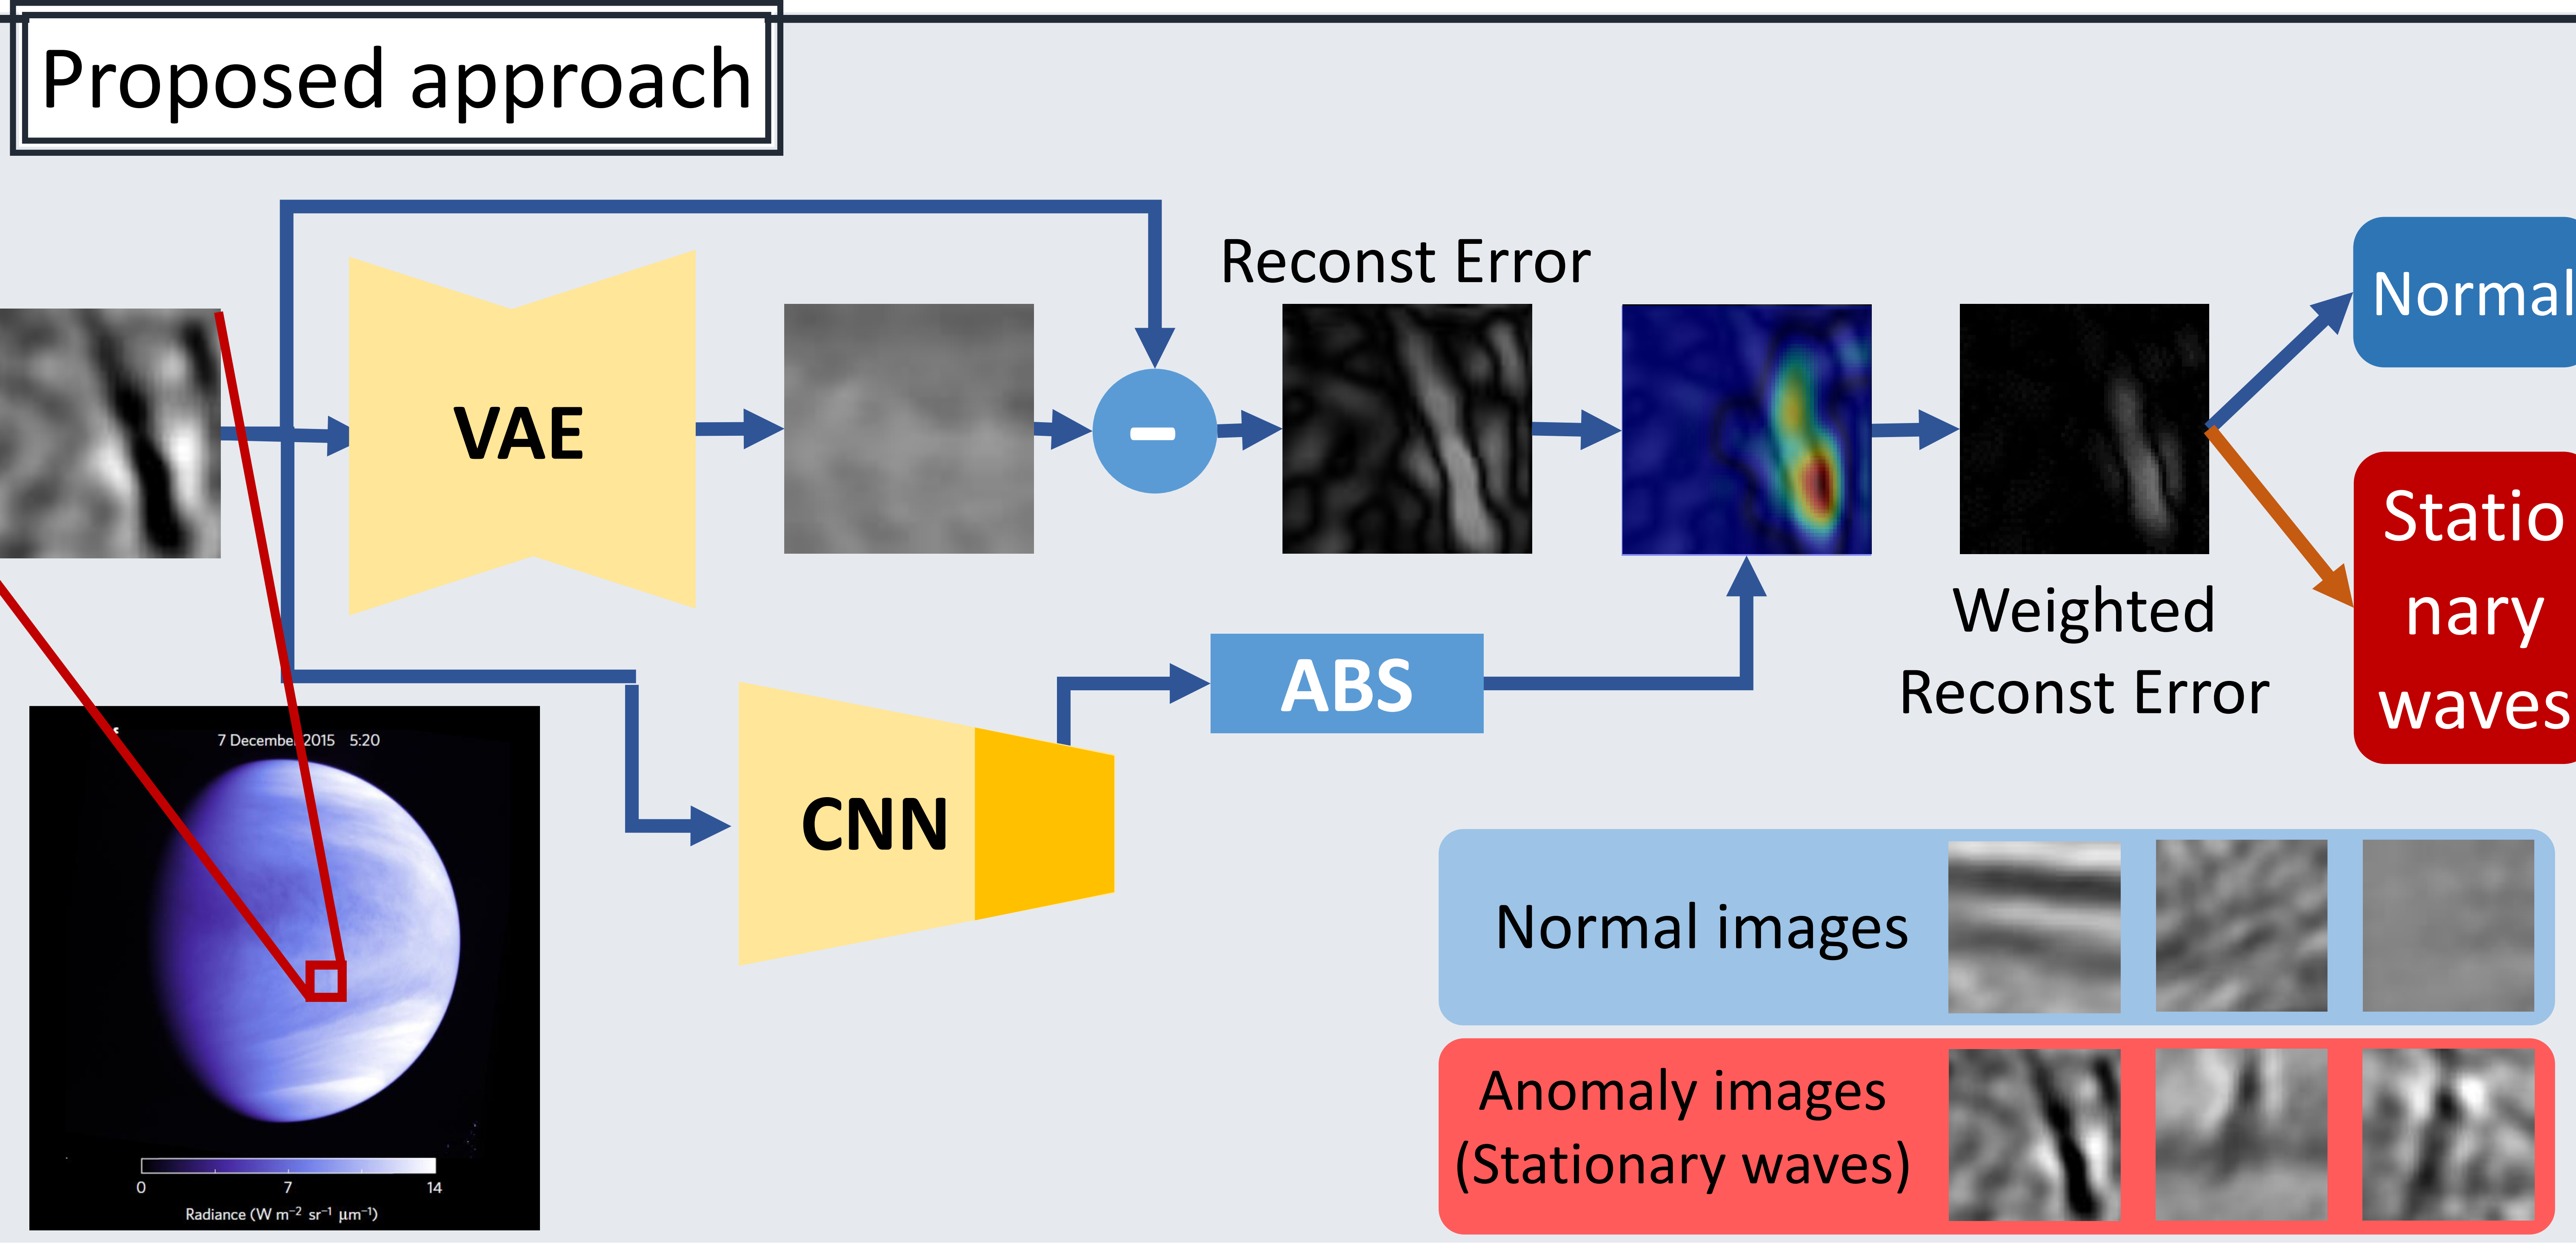 Proposed approach
Reconst Error
Normal
VAE
–
Statio
nary
waves
Weighted
Reconst Error
ABS
CNN
7 December 2015 5:20
0 7 14
Radiance (W m⁻² sr⁻¹ μm⁻¹)
Normal images
Anomaly images
(Stationary waves)